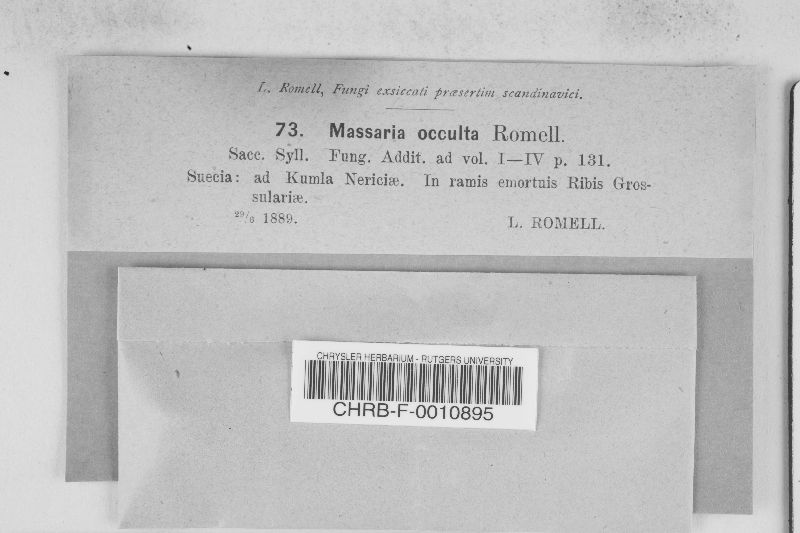 L. Romell, Fungi exsiccati præsertim scandinavici.
73. Massaria occulta Romell.
Sacc. Syll. Fung. Addit. ad vol. I—IV p. 131.
Suecia: ad Kumla Nericiæ. In ramis emortuis Ribis Gros-
sulariæ.
29/6 1889. L. ROMELL.
CHRYSLER HERBARIUM - RUTGERS UNIVERSITY
CHRB-F-0010895